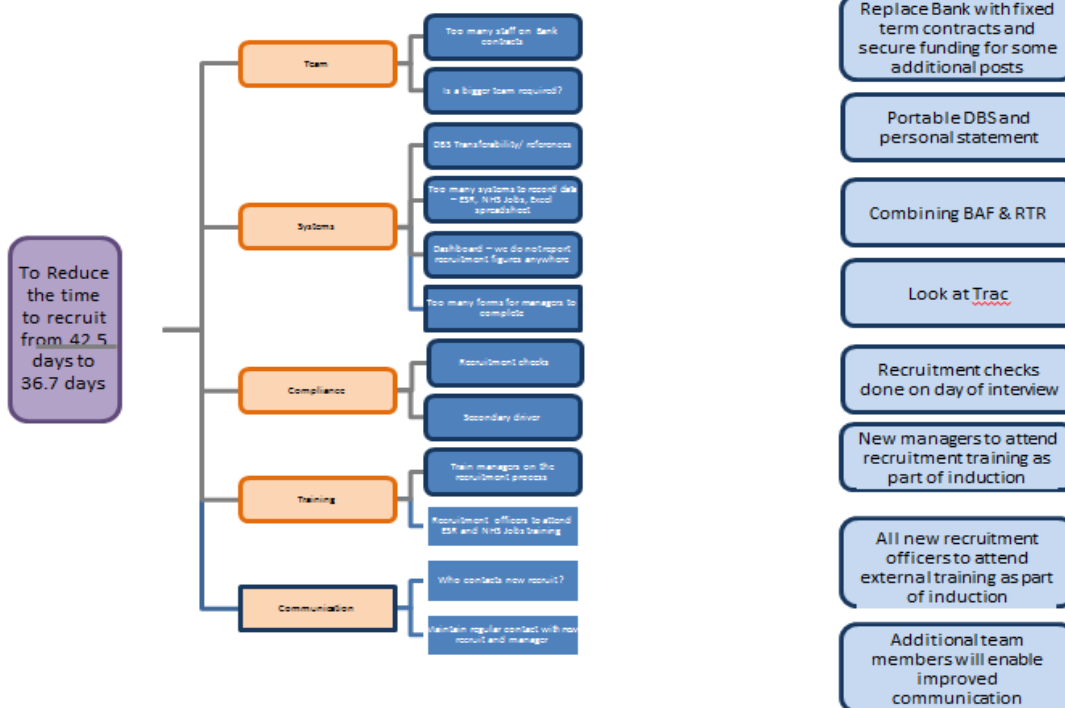 To Reduce
the time
to recruit
from 42.5
days to
36.7 days
Team
Systems
Compliance
Training
Communication
Too many staff on Bank
contracts
Is a bigger team required?
DBS Transferability/ references
Too many systems to record data
– ESR, NHS Jobs, Excel
spreadsheet
Dashboard – we do not report
recruitment figures anywhere
Too many forms for managers to
complete
Recruitment checks
Secondary driver
Train managers on the
recruitment process
Recruitment officers to attend
ESR and NHS Jobs training
Who contacts new recruit?
Maintain regular contact with new
recruit and manager
Replace Bank with fixed
term contracts and
secure funding for some
additional posts
Portable DBS and
personal statement
Combining BAF & RTR
Look at Trac
Recruitment checks
done on day of interview
New managers to attend
recruitment training as
part of induction
All new recruitment
officers to attend
external training as part
of induction
Additional team
members will enable
improved
communication